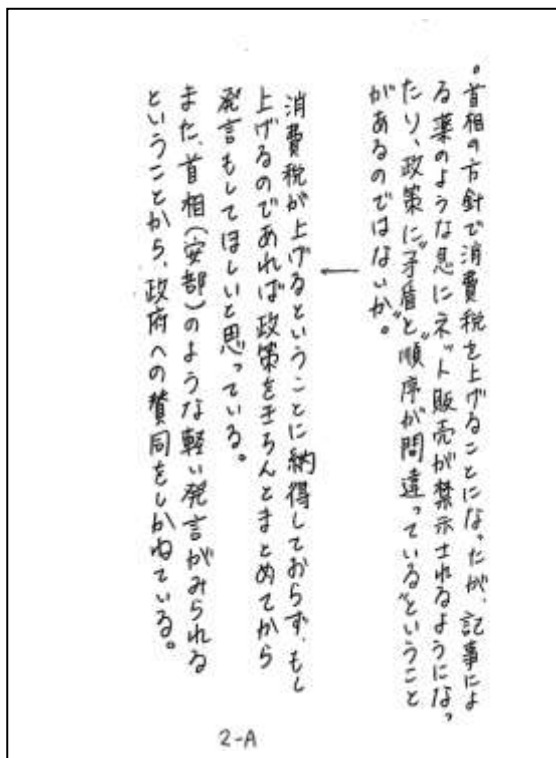 。首相の方針で消費税を上げることになったが、記事によ
る薬のような急にネット販売が禁示されるようになっ
たり、政策に"矛盾"と"順序が間違っている"ということ
があるのではないか。
消費税が上げるということに納得しておらず、もし
上げるのであれば政策をきちんとまとめてから
発言もしてほしいと思っている。
また、首相(安部)のような軽い発言がみられる
ということから、政府への賛同をしかねている。
2-A